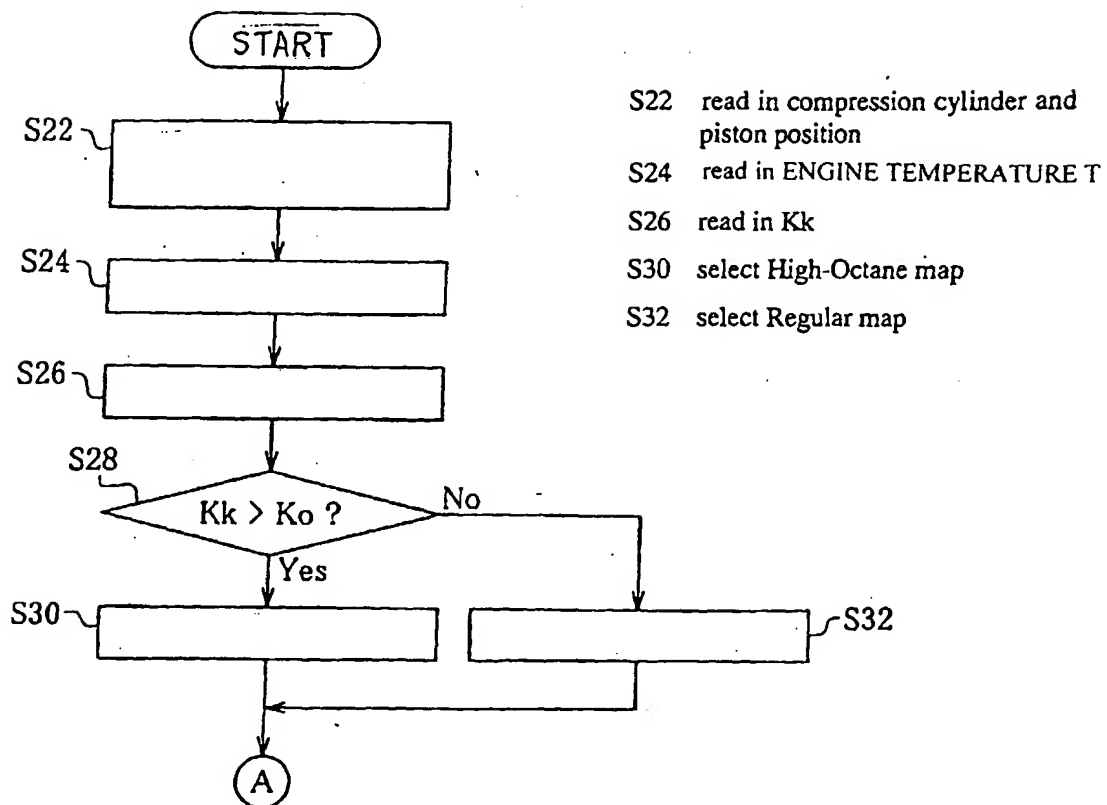 START
S22
S24
S26
S28
Kk > Ko ?
No
Yes
S30
S32
A
S22 read in compression cylinder and
piston position
S24 read in ENGINE TEMPERATURE T
S26 read in Kk
S30 select High-Octane map
S32 select Regular map